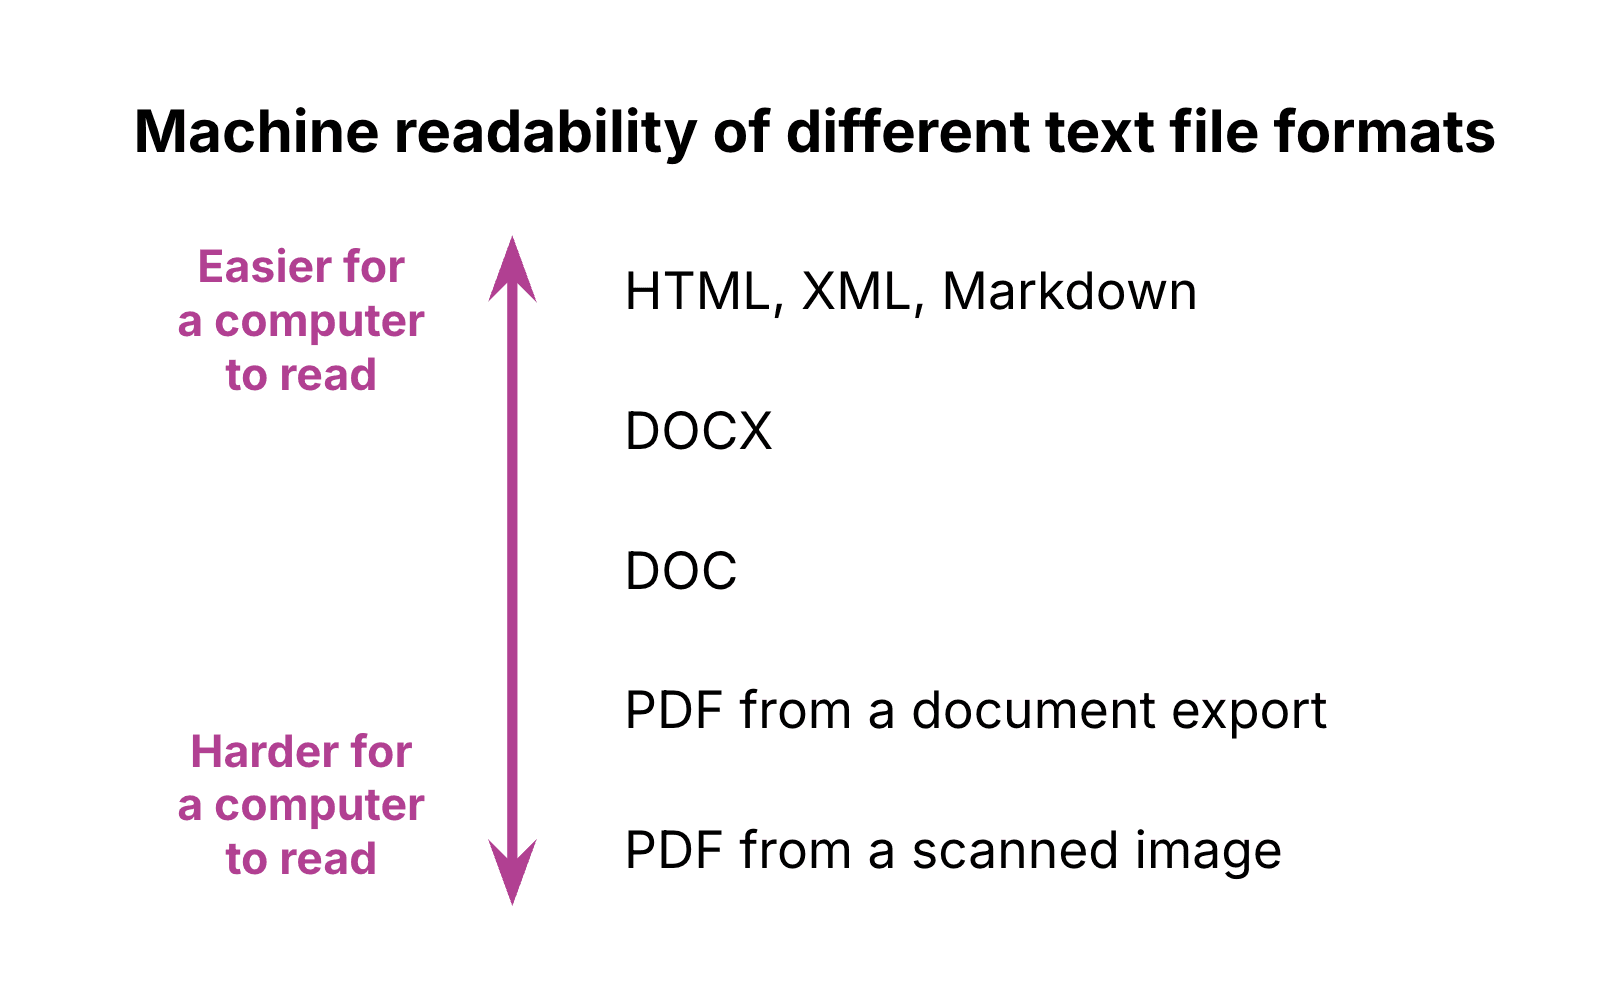 Machine readability of different text file formats
Easier for
a computer
to read
HTML, XML, Markdown
DOCX
DOC
PDF from a document export
Harder for
a computer
to read
PDF from a scanned image